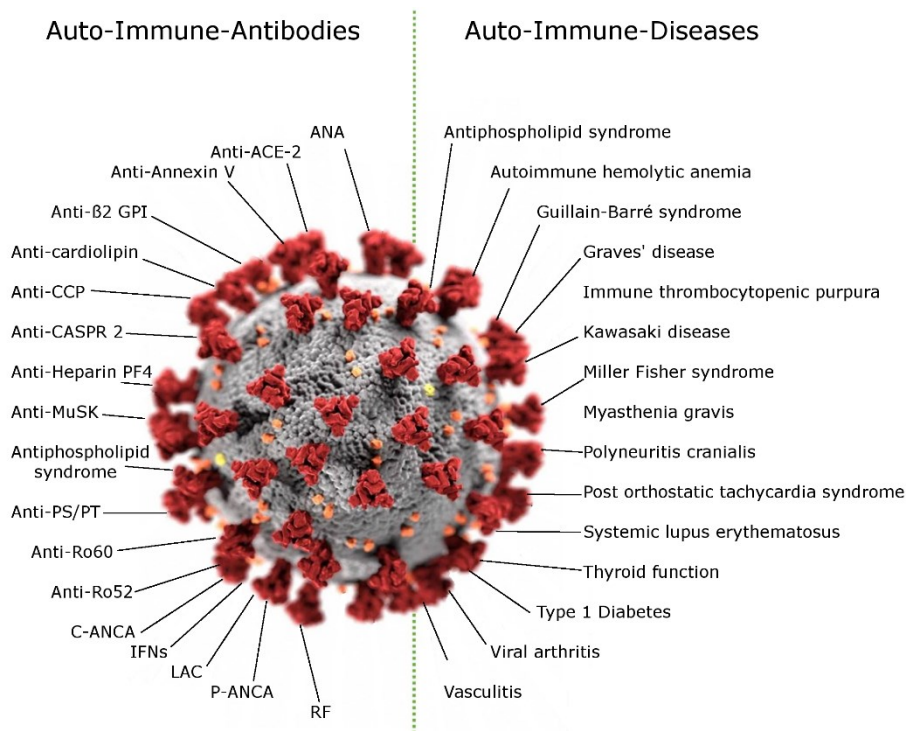 Auto-Immune-Antibodies
Auto-Immune-Diseases
ANA
Anti-ACE-2
Anti-Annexin V
Anti-ß2 GPI
Anti-cardiolipin
Anti-CCP
Anti-CASPR 2
Anti-Heparin PF4
Anti-MuSK
Antiphospholipid
syndrome
Anti-PS/PT
Anti-Ro60
Anti-Ro52
C-ANCA
IFNs
LAC
P-ANCA
RF
Antiphospholipid syndrome
Autoimmune hemolytic anemia
Guillain-Barré syndrome
Graves' disease
Immune thrombocytopenic purpura
Kawasaki disease
Miller Fisher syndrome
Myasthenia gravis
Polyneuritis cranialis
Post orthostatic tachycardia syndrome
Systemic lupus erythematosus
Thyroid function
Type 1 Diabetes
Viral arthritis
Vasculitis